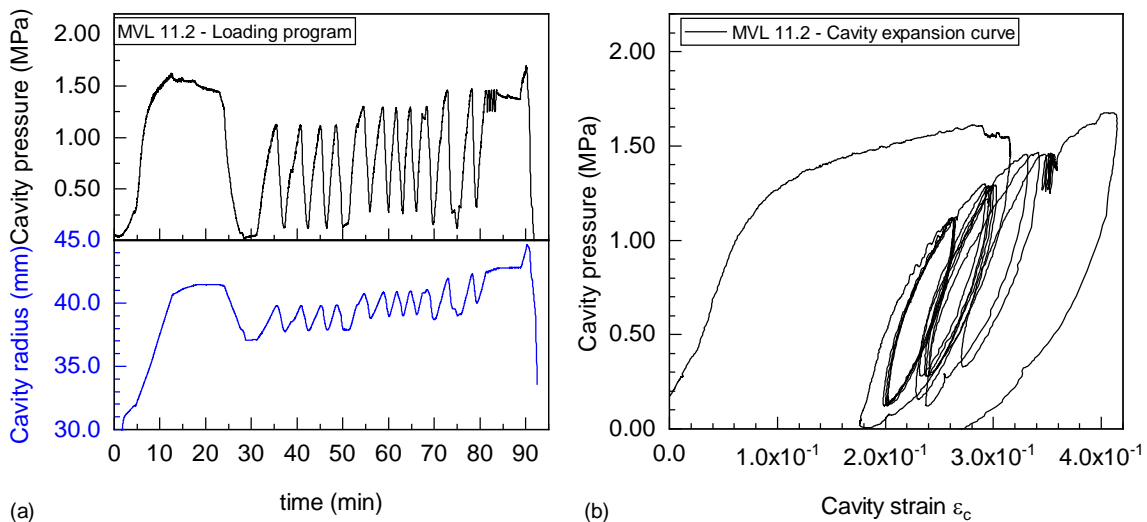 MVL 11.2 - Loading program
Cavity pressure (MPa)
2.00
1.50
1.00
0.50
45.0
Cavity radius (mm)
40.0
35.0
30.0
0 10 20 30 40 50 60 70 80 90
time (min)
(a)
MVL 11.2 - Cavity expansion curve
Cavity pressure (MPa)
2.00
1.50
1.00
0.50
0.00
0.0 1.0x10-1 2.0x10-1 3.0x10-1 4.0x10-1
Cavity strain εc
(b)